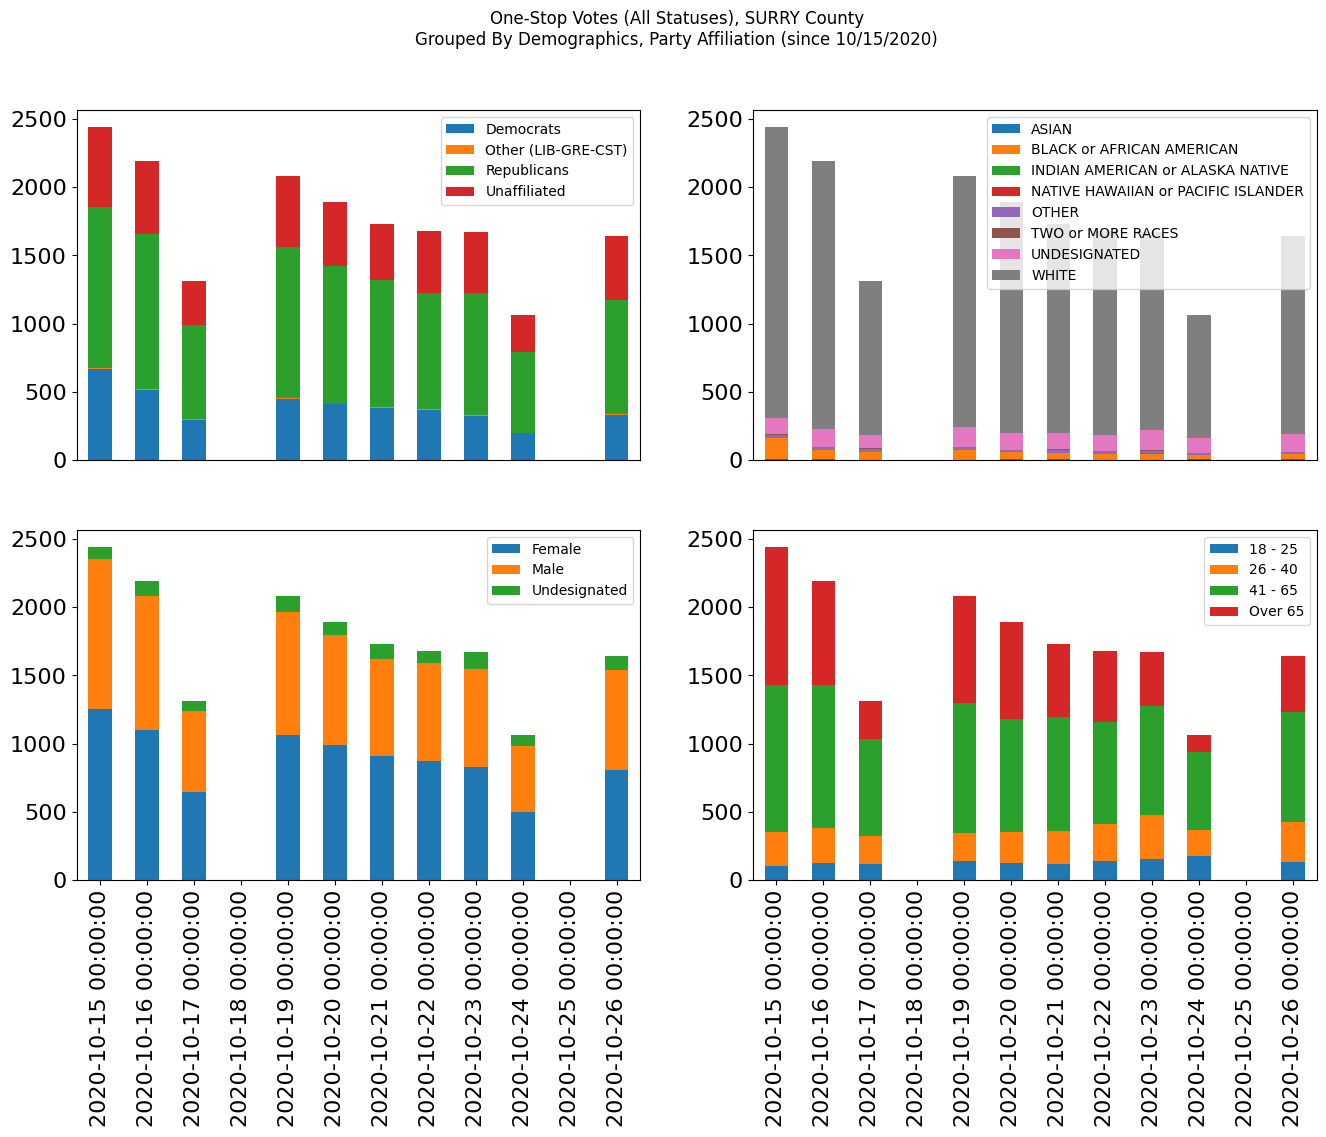 One-Stop Votes (All Statuses), SURRY County
Grouped By Demographics, Party Affiliation (since 10/15/2020)
2500
2000
1500
1000
500
0
Democrats
Other (LIB-GRE-CST)
Republicans
Unaffiliated
2500
2000
1500
1000
500
0
ASIAN
BLACK or AFRICAN AMERICAN
INDIAN AMERICAN or ALASKA NATIVE
NATIVE HAWAIIAN or PACIFIC ISLANDER
OTHER
TWO or MORE RACES
UNDESIGNATED
WHITE
2500
2000
1500
1000
500
0
Female
Male
Undesignated
2020-10-15 00:00:00
2020-10-16 00:00:00
2020-10-17 00:00:00
2020-10-18 00:00:00
2020-10-19 00:00:00
2020-10-20 00:00:00
2020-10-21 00:00:00
2020-10-22 00:00:00
2020-10-23 00:00:00
2020-10-24 00:00:00
2020-10-25 00:00:00
2020-10-26 00:00:00
2500
2000
1500
1000
500
0
18 - 25
26 - 40
41 - 65
Over 65
2020-10-15 00:00:00
2020-10-16 00:00:00
2020-10-17 00:00:00
2020-10-18 00:00:00
2020-10-19 00:00:00
2020-10-20 00:00:00
2020-10-21 00:00:00
2020-10-22 00:00:00
2020-10-23 00:00:00
2020-10-24 00:00:00
2020-10-25 00:00:00
2020-10-26 00:00:00